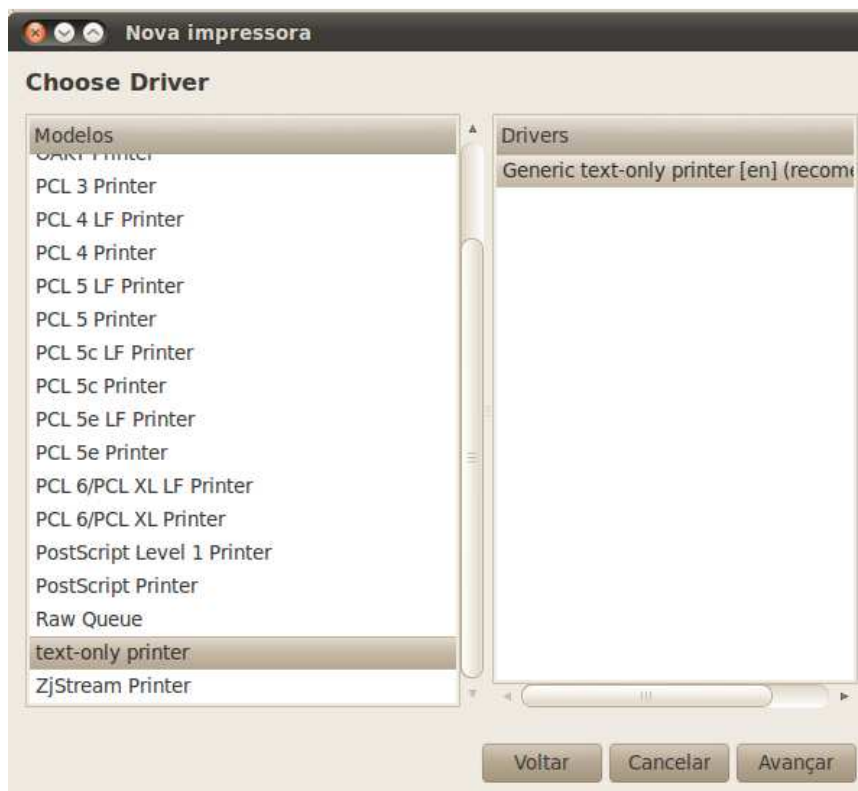 Nova impressora
Choose Driver
Modelos
Printer
PCL 3 Printer
PCL 4 LF Printer
PCL 4 Printer
PCL 5 LF Printer
PCL 5 Printer
PCL 5c LF Printer
PCL 5c Printer
PCL 5e LF Printer
PCL 5e Printer
PCL 6/PCL XL LF Printer
PCL 6/PCL XL Printer
PostScript Level 1 Printer
PostScript Printer
Raw Queue
text-only printer
ZjStream Printer
Drivers
Generic text-only printer [en] (recom
Voltar
Cancelar
Avançar